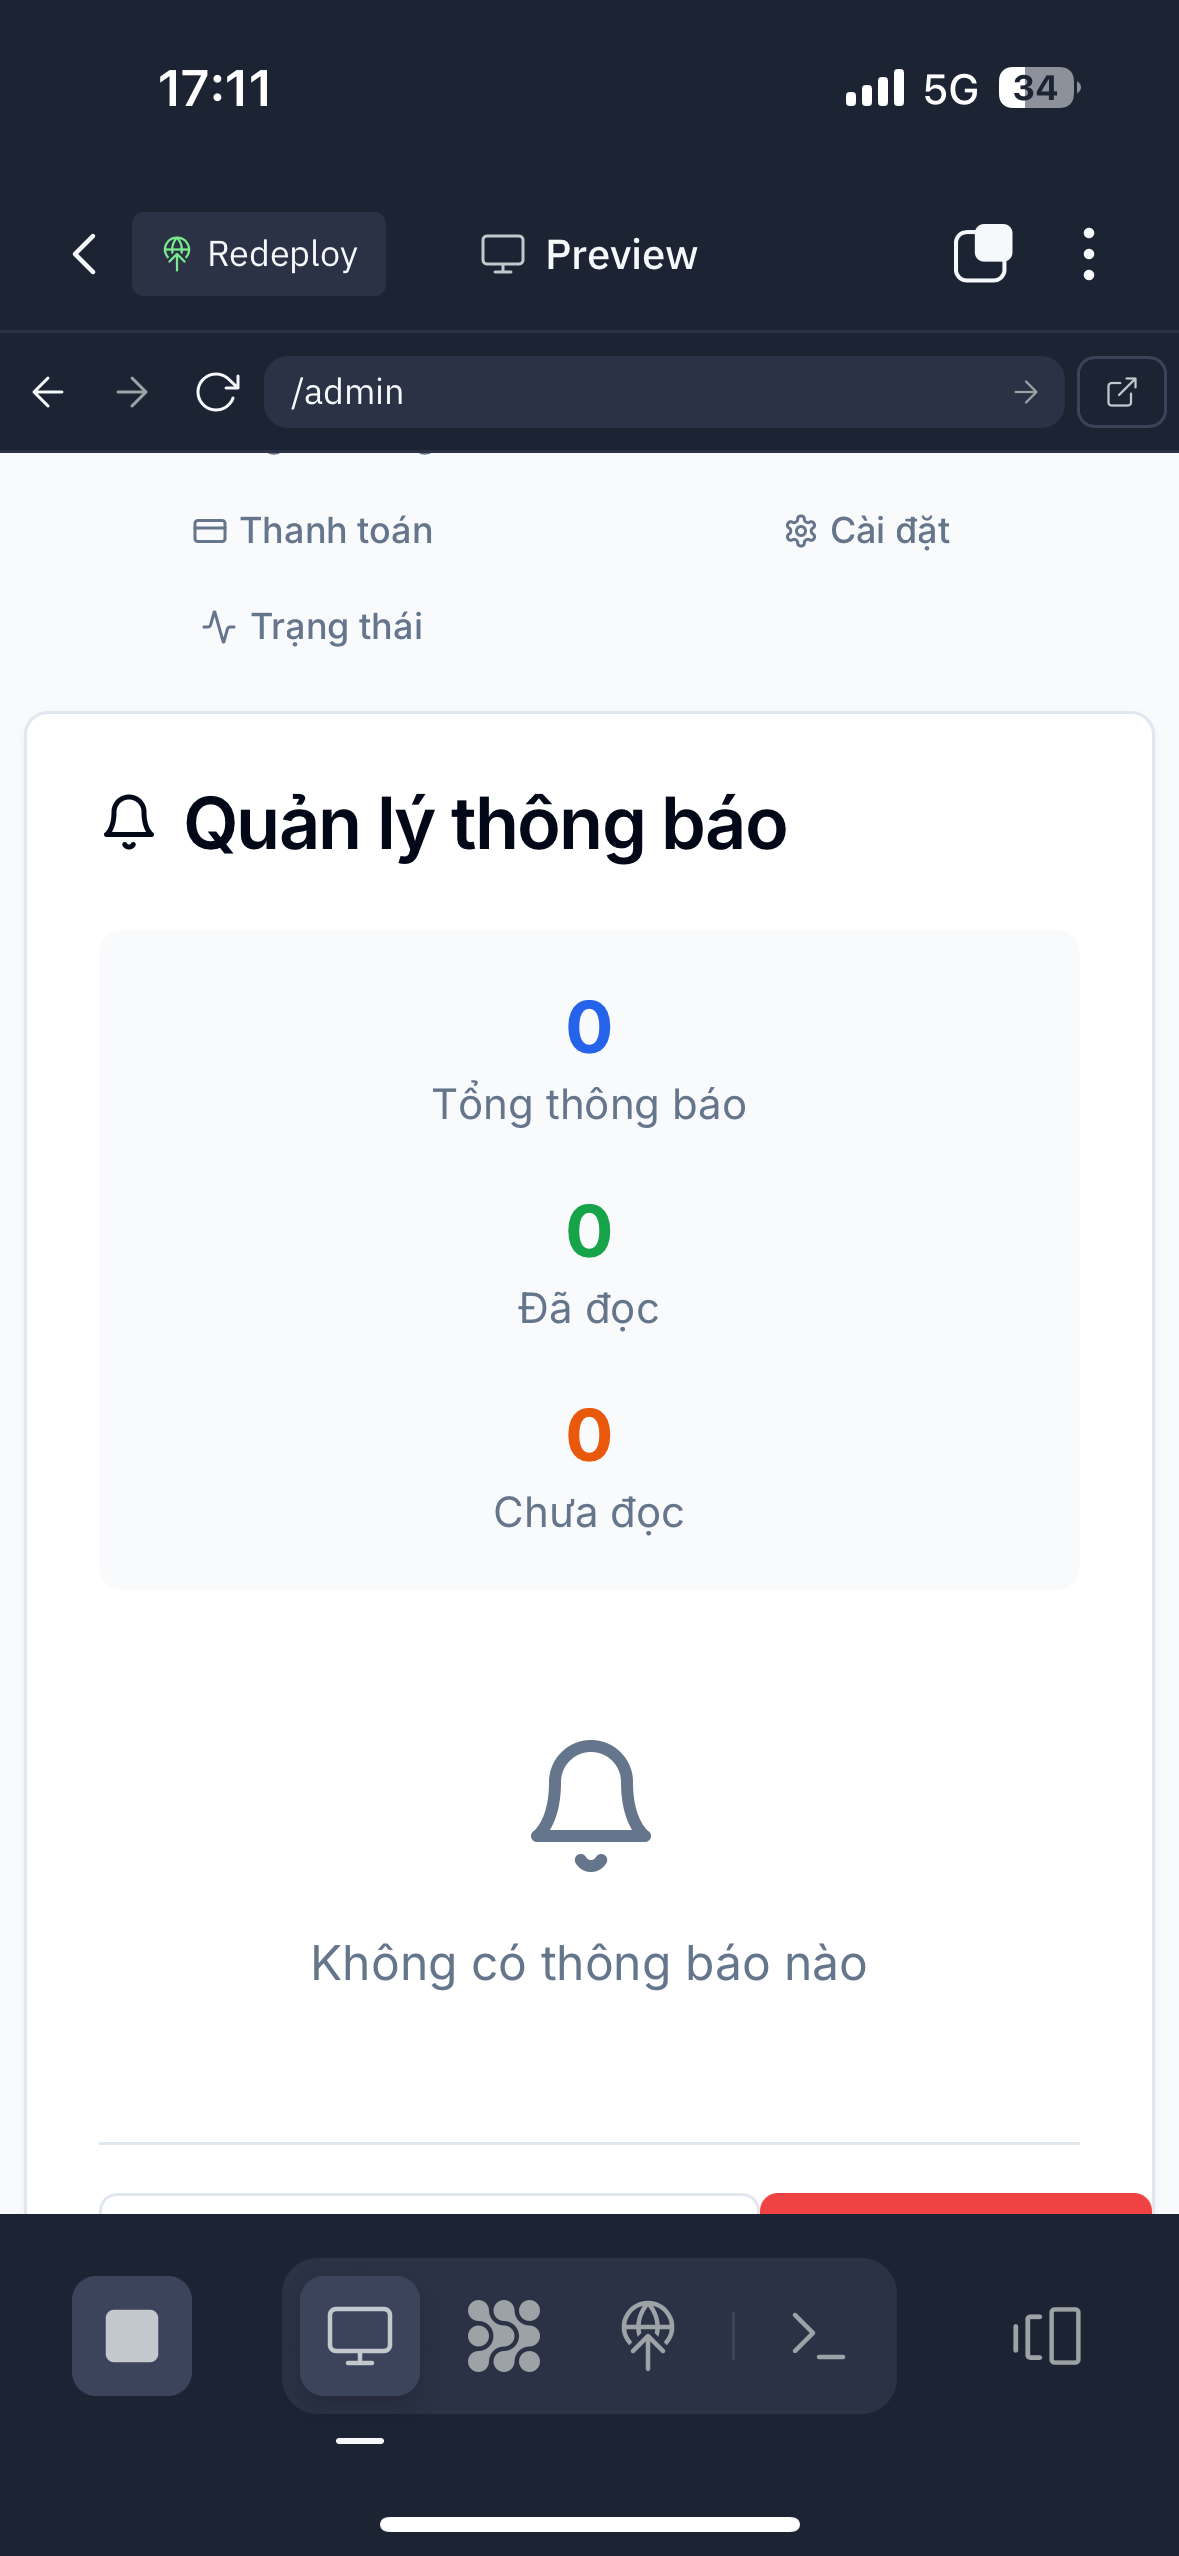 17:11
5G
34
Redeploy
Preview
/admin
Thanh toán
Cài đặt
Trạng thái
Quản lý thông báo
0
Tổng thông báo
0
Đã đọc
0
Chưa đọc
Không có thông báo nào